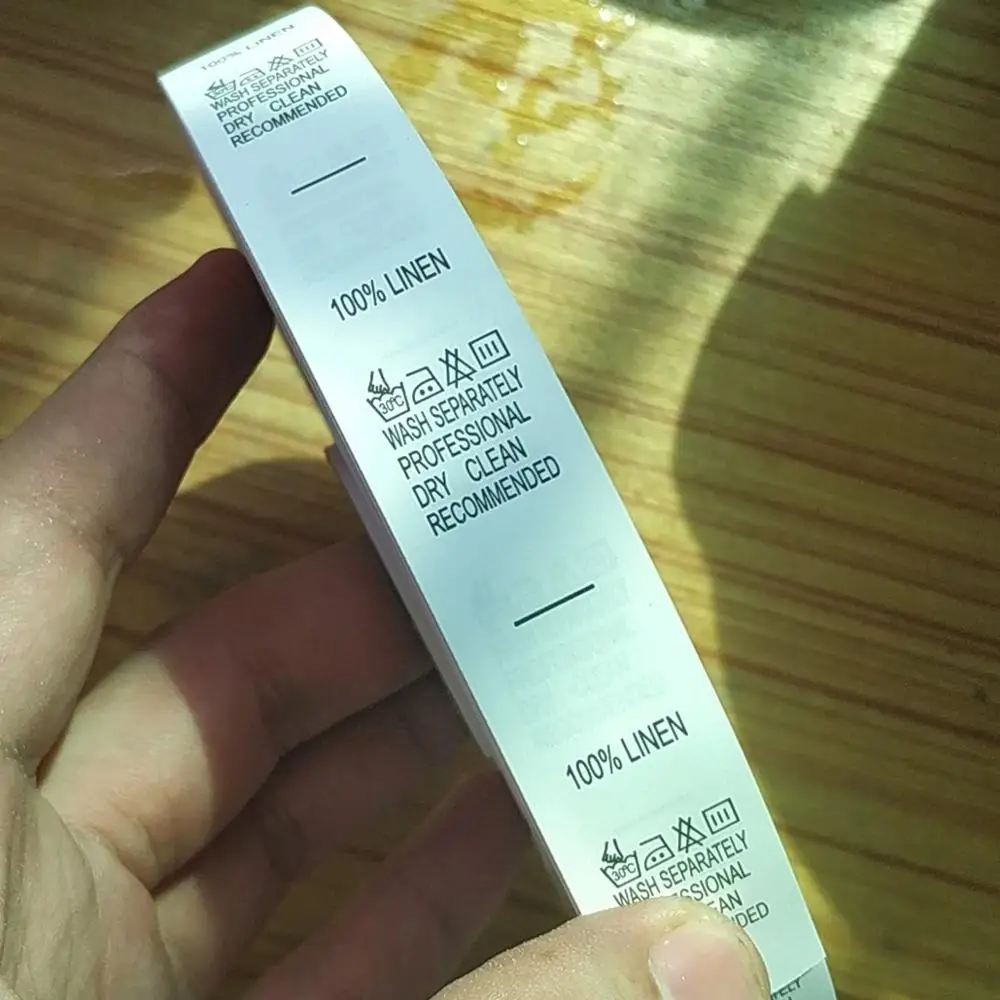 100% LINEN
WASH SEPARATELY
PROFESSIONAL
DRY CLEAN
RECOMMENDED
100% LINEN
30°C
WASH SEPARATELY
PROFESSIONAL
DRY CLEAN
RECOMMENDED
100% LINEN
30°C
WASH SEPARATELY